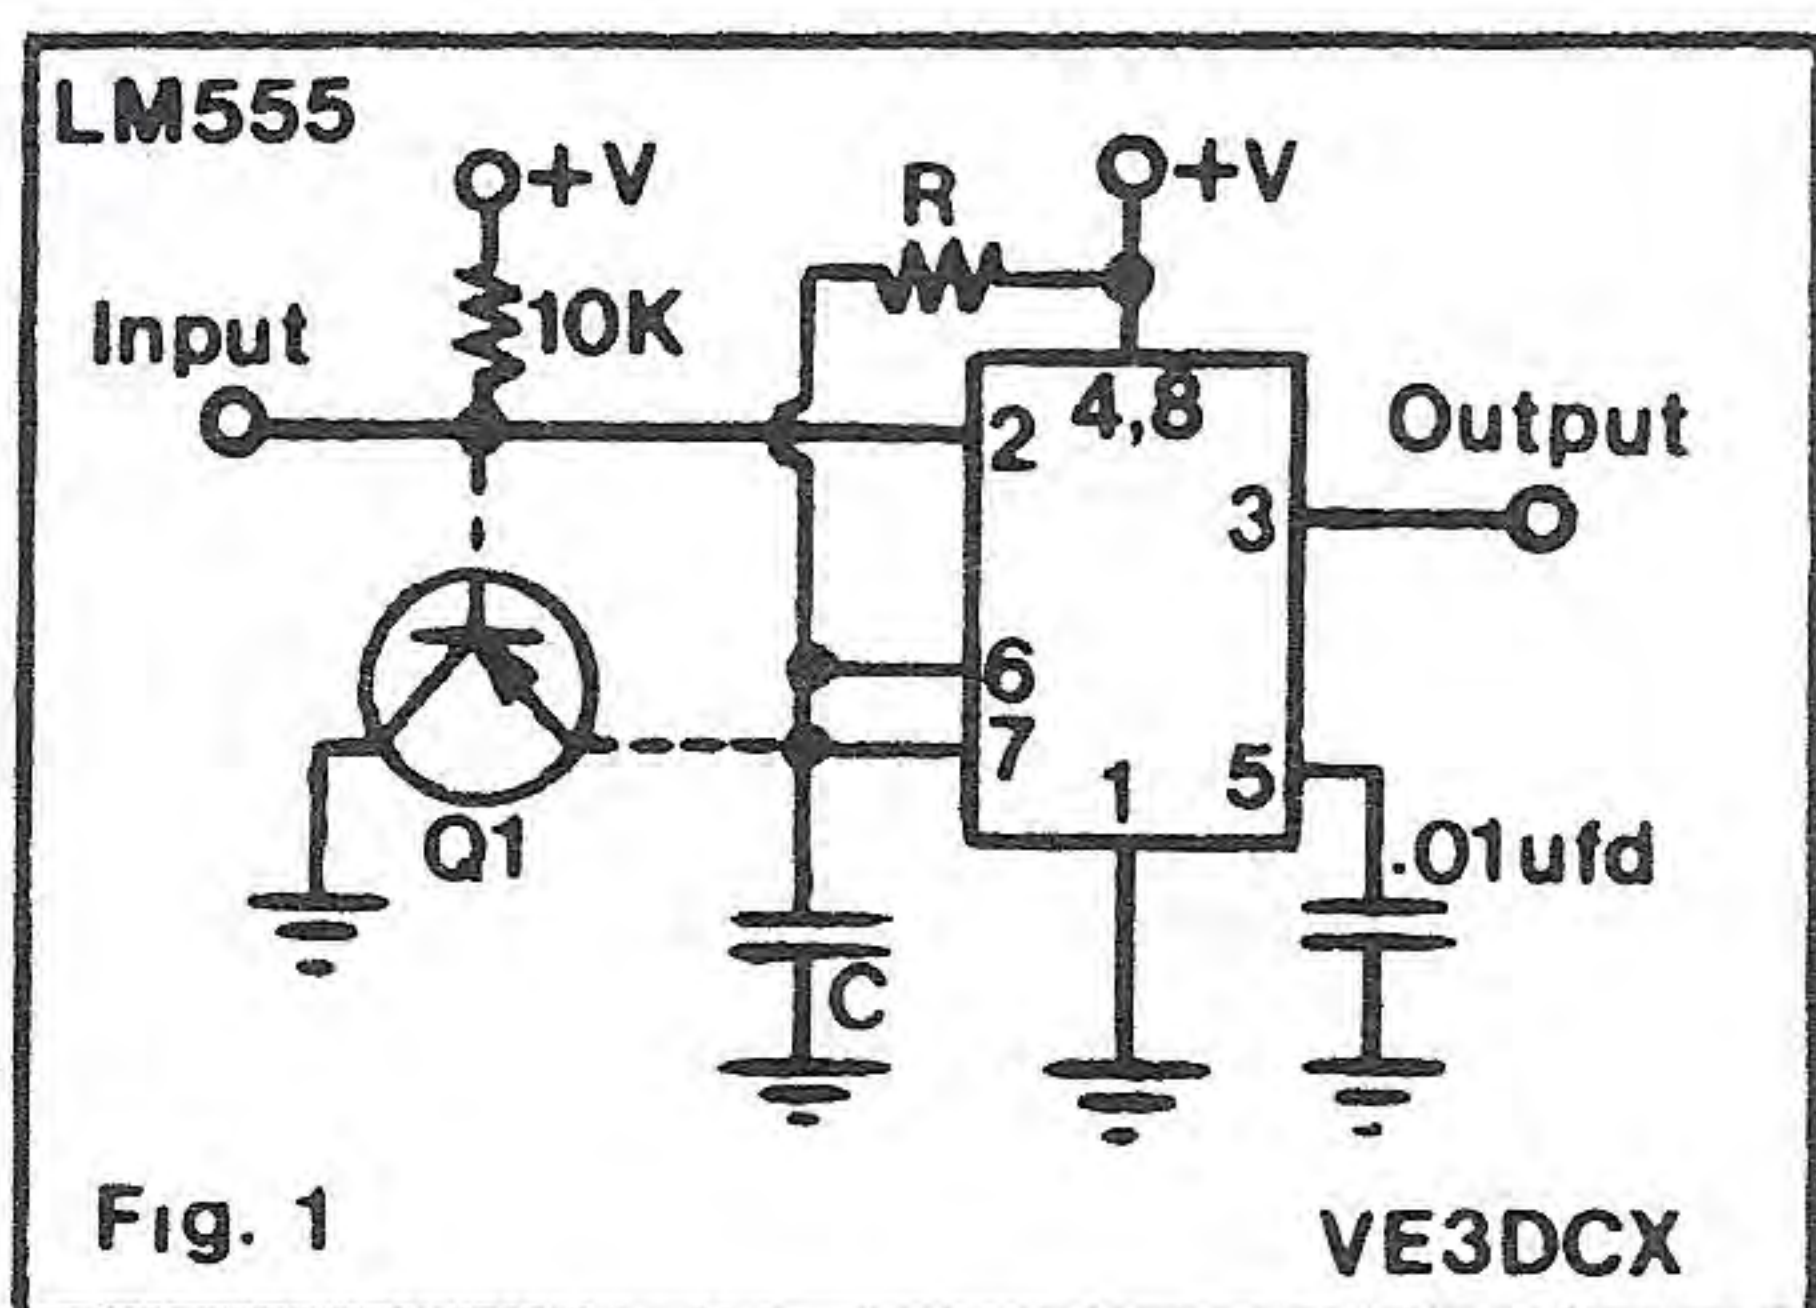 LM555
+V
R
+V
Input
10K
2
4,8
Output
3
6
7
1
5
Q1
.01ufd
C
Fig. 1
VE3DCX